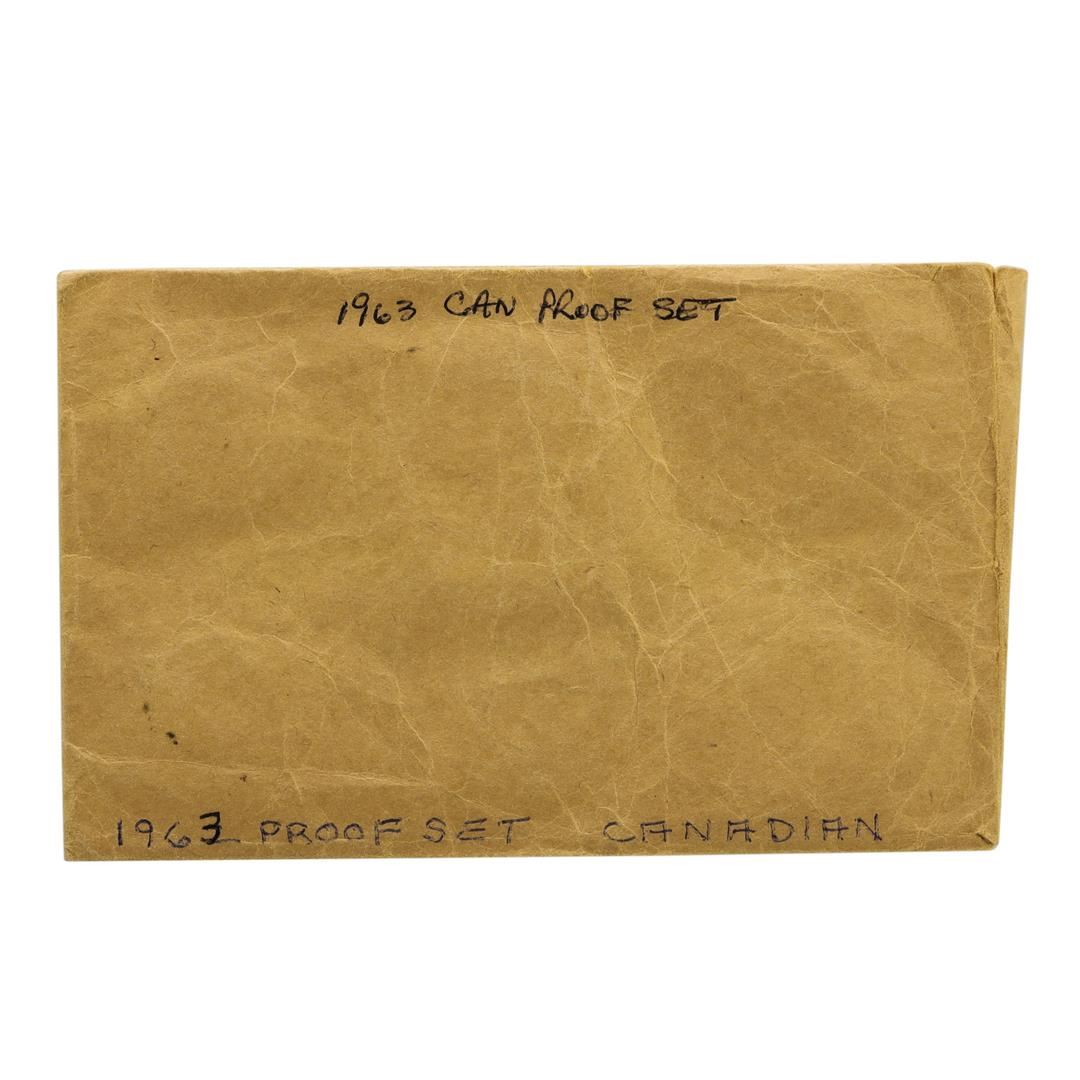 1963 CAN PROOF SET
1963 PROOF SET CANADIAN